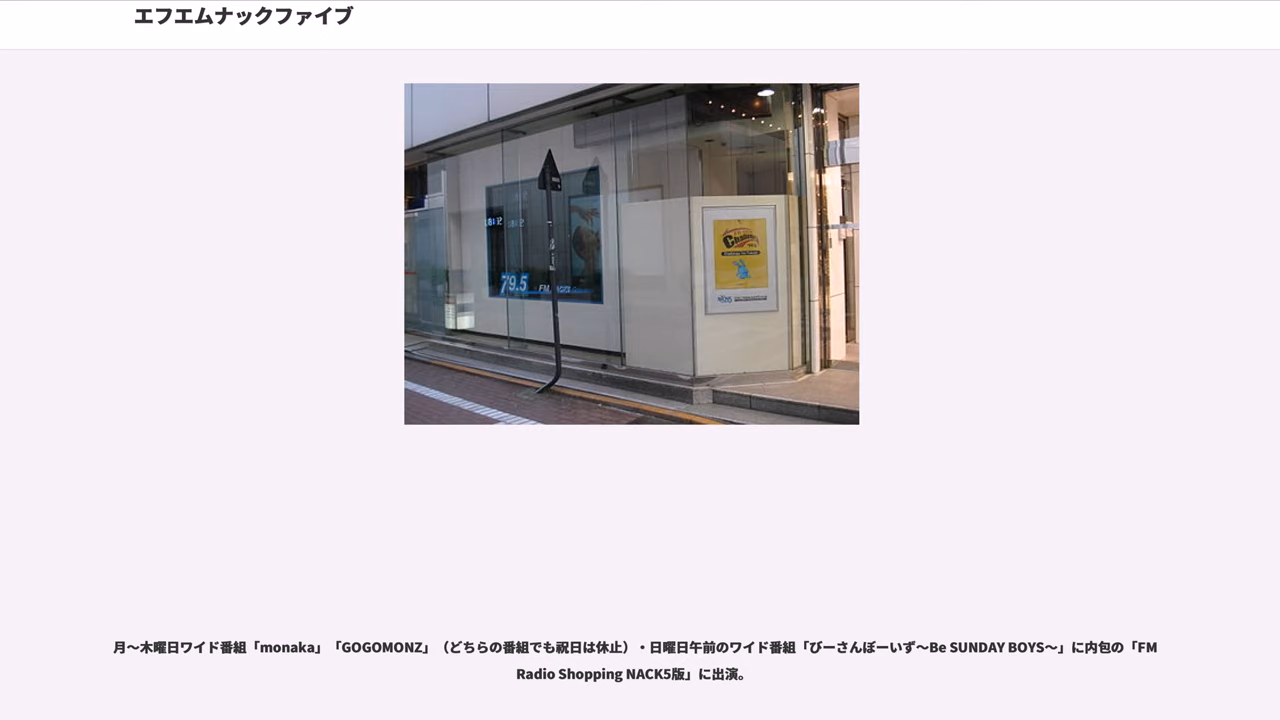 エフエムナックファイブ
79.5
月〜木曜日ワイド番組「monaka」「GOGOMONZ」（どちらの番組でも祝日は休止）・日曜日午前のワイド番組「びーさんぼーいず〜Be SUNDAY BOYS〜」に内包の「FM
Radio Shopping NACK5版」に出演。